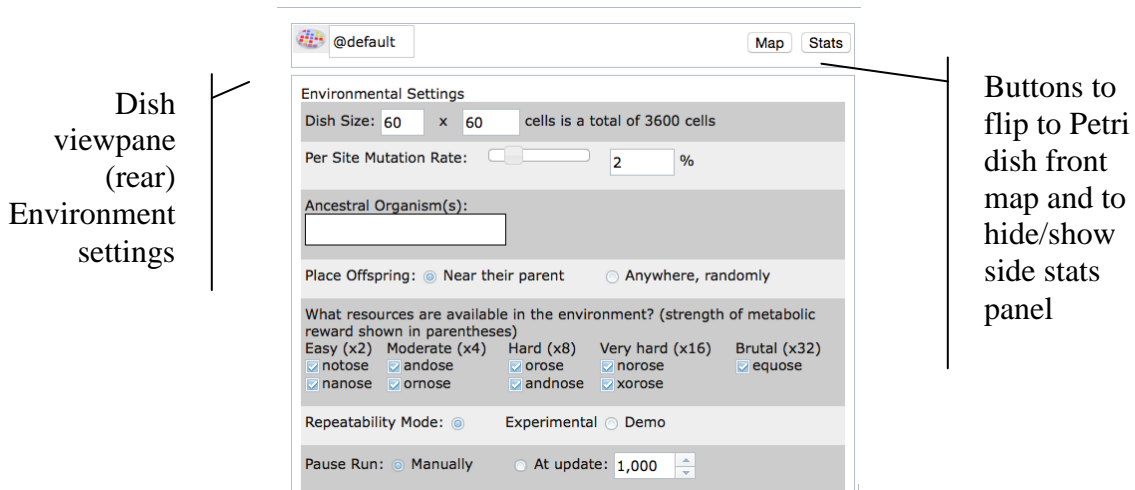 @default
Map Stats
Dish
viewpane
(rear)
Environment
settings
Buttons to
flip to Petri
dish front
map and to
hide/show
side stats
panel
Environmental Settings
Dish Size: 60 x 60 cells is a total of 3600 cells
Per Site Mutation Rate: 2 %
Ancestral Organism(s):
Place Offspring: Near their parent Anywhere, randomly
What resources are available in the environment? (strength of metabolic
reward shown in parentheses)
Easy (x2) Moderate (x4) Hard (x8) Very hard (x16) Brutal (x32)
notose andose orose norose equose
nanose ornose andnose xorose
Repeatability Mode: Experimental Demo
Pause Run: Manually At update: 1,000